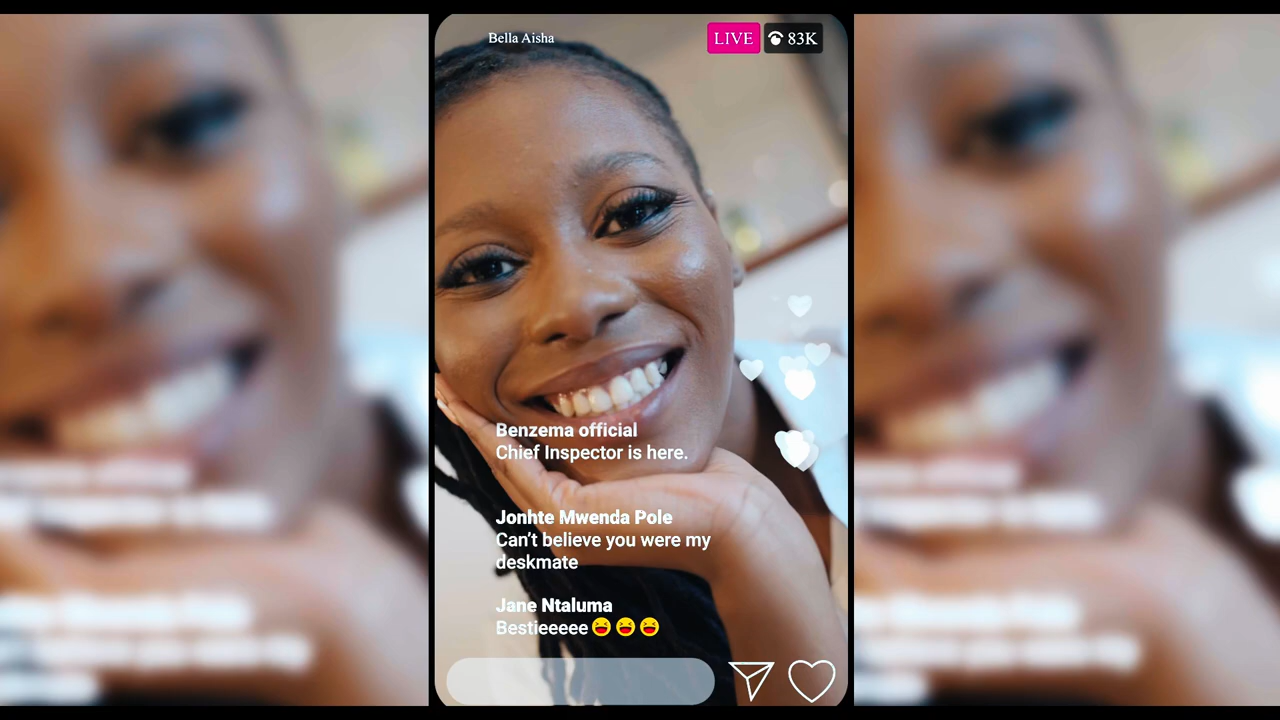 Bella Aisha
LIVE 83K
Benzema official
Chief Inspector is here.
Jonhte Mwenda Pole
Can't believe you were my
deskmate
Jane Ntaluma
Bestieeeee😆😆😆